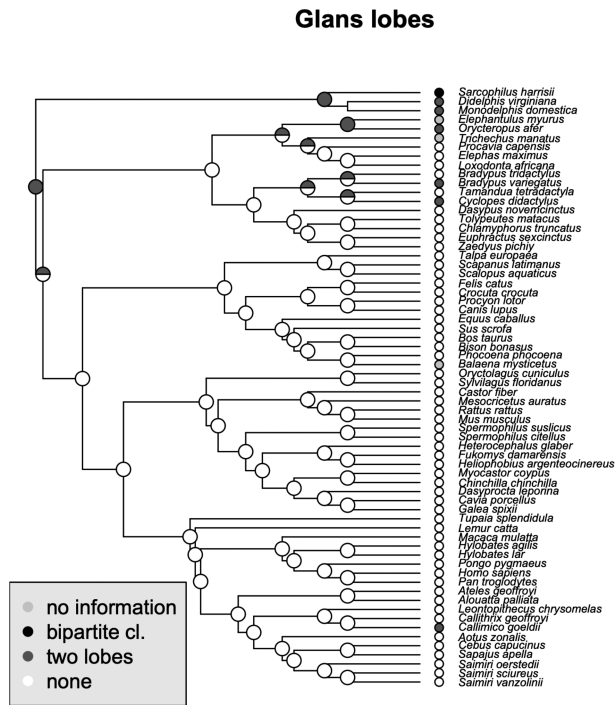 Glans lobes
Sarcophilus harrisii
Didelphis virginiana
Monodelphis domestica
Elephantulus myurus
Orycteropus afer
Trichechus manatus
Procavia capensis
Elephas maximus
Loxodonta africana
Bradypus tridactylus
Bradypus variegatus
Tamandua tetradactyla
Cyclopes didactylus
Dasypus novemcinctus
Tolypeutes matacus
Chlamyphorus truncatus
Euphractus sexcinctus
Zaedyus pichiy
Talpa europaea
Scapanus latimanus
Scalopus aquaticus
Felis catus
Crocuta crocuta
Procyon lotor
Canis lupus
Equus caballus
Sus scrofa
Bos taurus
Bison bonasus
Phocoena phocoena
Balaena mysticetus
Oryctolagus cuniculus
Sylvilagus floridanus
Castor fiber
Mesocricetus auratus
Rattus rattus
Mus musculus
Spermophilus suslicus
Spermophilus citellus
Heterocephalus glaber
Fukomys damarensis
Heliophobius argenteocinereus
Myocastor coypus
Chinchilla chinchilla
Dasyprocta leporina
Cavia porcellus
Galea spixii
Tupaia splendidula
Lemur catta
Macaca mulatta
Hylobates agilis
Hylobates lar
Pongo pygmaeus
Homo sapiens
Pan troglodytes
Ateles geoffroyi
Alouatta palliata
Leontopithecus chrysomelas
Callithrix geoffroyi
Callimico goeldii
Aotus zonalis
Cebus capucinus
Sapajus apella
Saimiri oerstedii
Saimiri sciureus
Saimiri vanzolinii
no information
bipartite cl.
two lobes
none